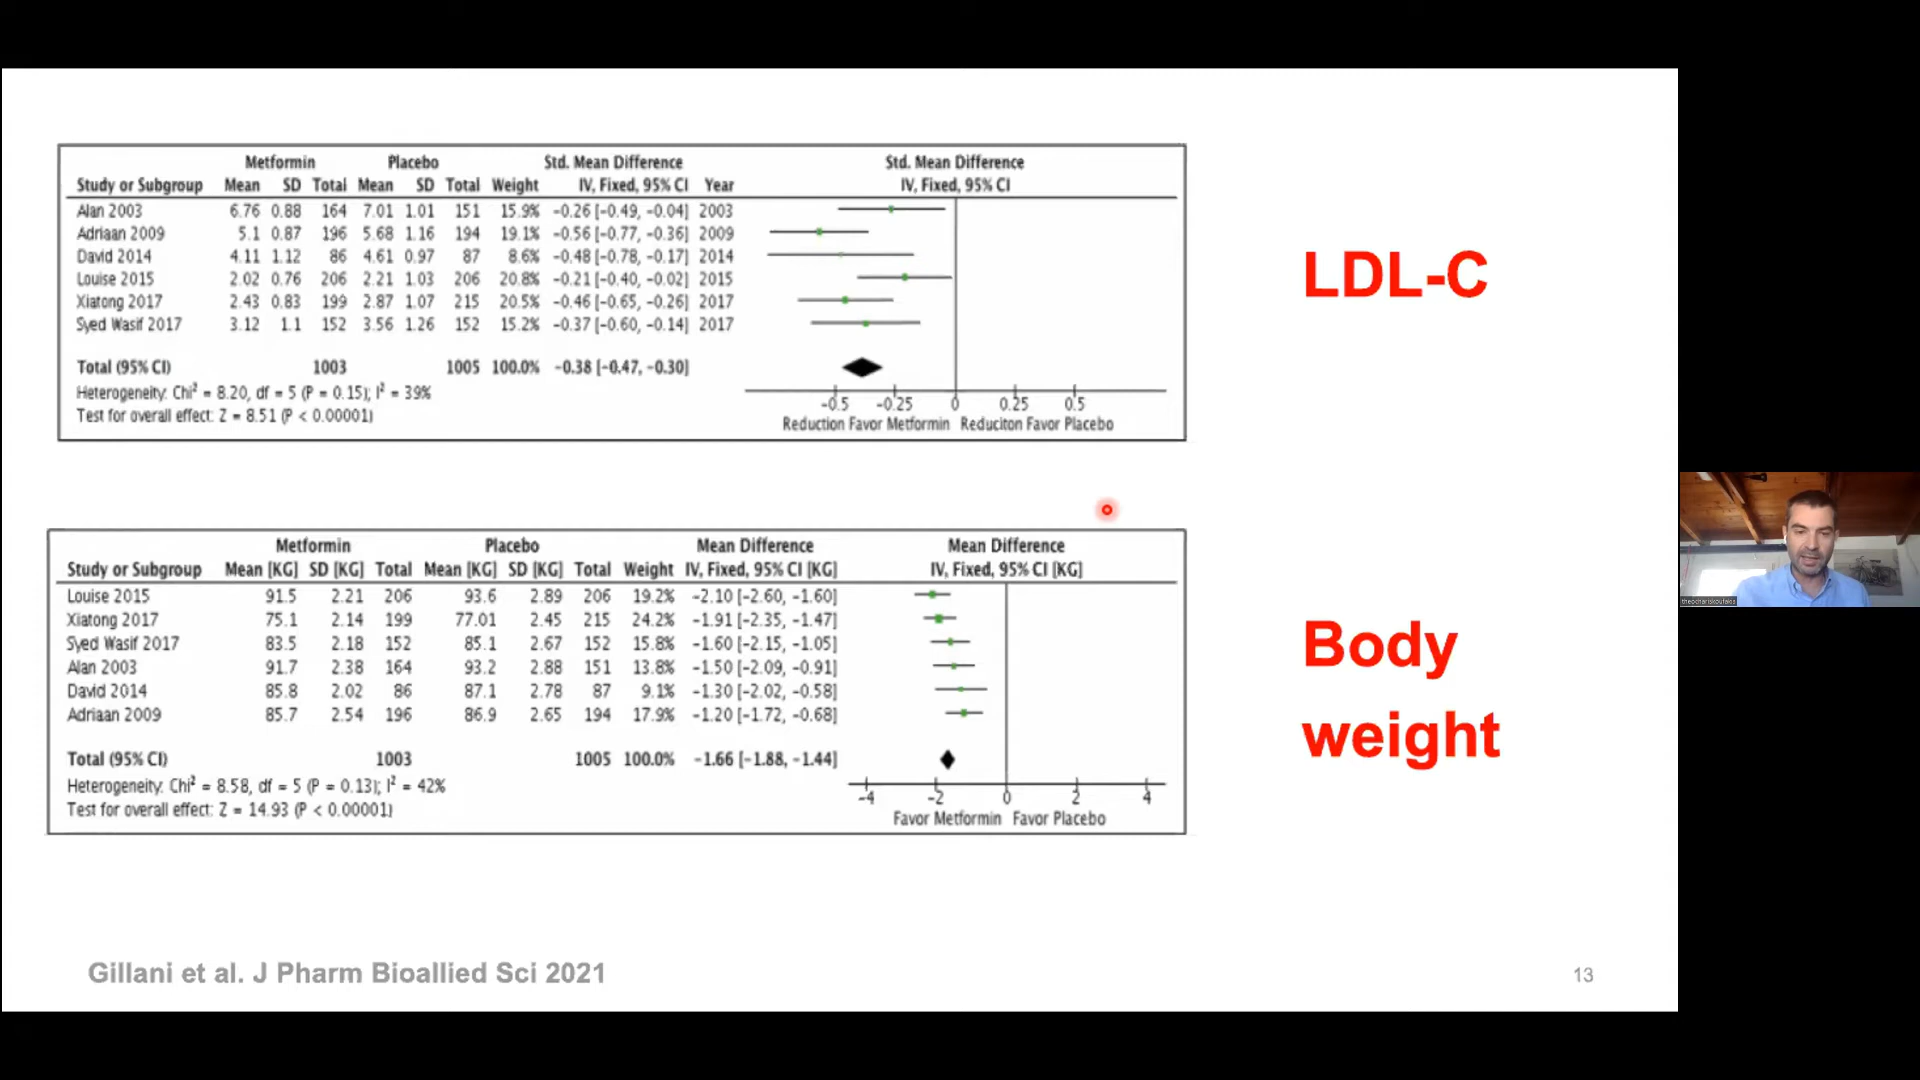 Metformin Placebo Std. Mean Difference Std. Mean Difference
Study or Subgroup Mean SD Total Mean SD Total Weight IV, Fixed, 95% CI Year IV, Fixed, 95% CI
Alan 2003 6.76 0.88 164 7.01 1.01 151 15.9% -0.26 [-0.49, -0.04] 2003
Adriaan 2009 5.1 0.87 196 5.68 1.16 194 19.1% -0.56 [-0.77, -0.36] 2009
David 2014 4.11 1.12 86 4.61 0.97 87 8.6% -0.48 [-0.78, -0.17] 2014
Louise 2015 2.02 0.76 206 2.21 1.03 206 20.8% -0.21 [-0.40, -0.02] 2015
Xiatong 2017 2.43 0.83 199 2.87 1.07 215 20.5% -0.46 [-0.65, -0.26] 2017
Syed Wasif 2017 3.12 1.1 152 3.56 1.26 152 15.2% -0.37 [-0.60, -0.14] 2017
Total (95% CI) 1003 1005 100.0% -0.38 [-0.47, -0.30]
Heterogeneity: Chi² = 8.20, df = 5 (P = 0.15); I² = 39%
Test for overall effect: Z = 8.51 (P < 0.00001)
-0.5 -0.25 0 0.25 0.5
Reduction Favor Metformin Reduciton Favor Placebo
LDL-C
Metformin Placebo Mean Difference Mean Difference
Study or Subgroup Mean [KG] SD [KG] Total Mean [KG] SD [KG] Total Weight IV, Fixed, 95% CI [KG] IV, Fixed, 95% CI [KG]
Louise 2015 91.5 2.21 206 93.6 2.89 206 19.2% -2.10 [-2.60, -1.60]
Xiatong 2017 75.1 2.14 199 77.01 2.45 215 24.2% -1.91 [-2.35, -1.47]
Syed Wasif 2017 83.5 2.18 152 85.1 2.67 152 15.8% -1.60 [-2.15, -1.05]
Alan 2003 91.7 2.38 164 93.2 2.88 151 13.8% -1.50 [-2.09, -0.91]
David 2014 85.8 2.02 86 87.1 2.78 87 9.1% -1.30 [-2.02, -0.58]
Adriaan 2009 85.7 2.54 196 86.9 2.65 194 17.9% -1.20 [-1.72, -0.68]
Total (95% CI) 1003 1005 100.0% -1.66 [-1.88, -1.44]
Heterogeneity: Chi² = 8.58, df = 5 (P = 0.13); I² = 42%
Test for overall effect: Z = 14.93 (P < 0.00001)
-4 -2 0 2 4
Favor Metformin Favor Placebo
Body
weight
Gillani et al. J Pharm Bioallied Sci 2021
13
theochariskoufakis